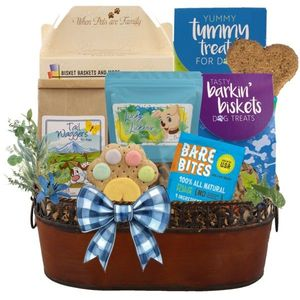 When Pets are Family
BISKET BASKETS AND MORE
YUMMY
tummy
treats
FOR DOGS
TASTY
barkin'
biskets
DOG TREATS
Tail
Waggers
BARE
BITES
100% ALL NATURAL